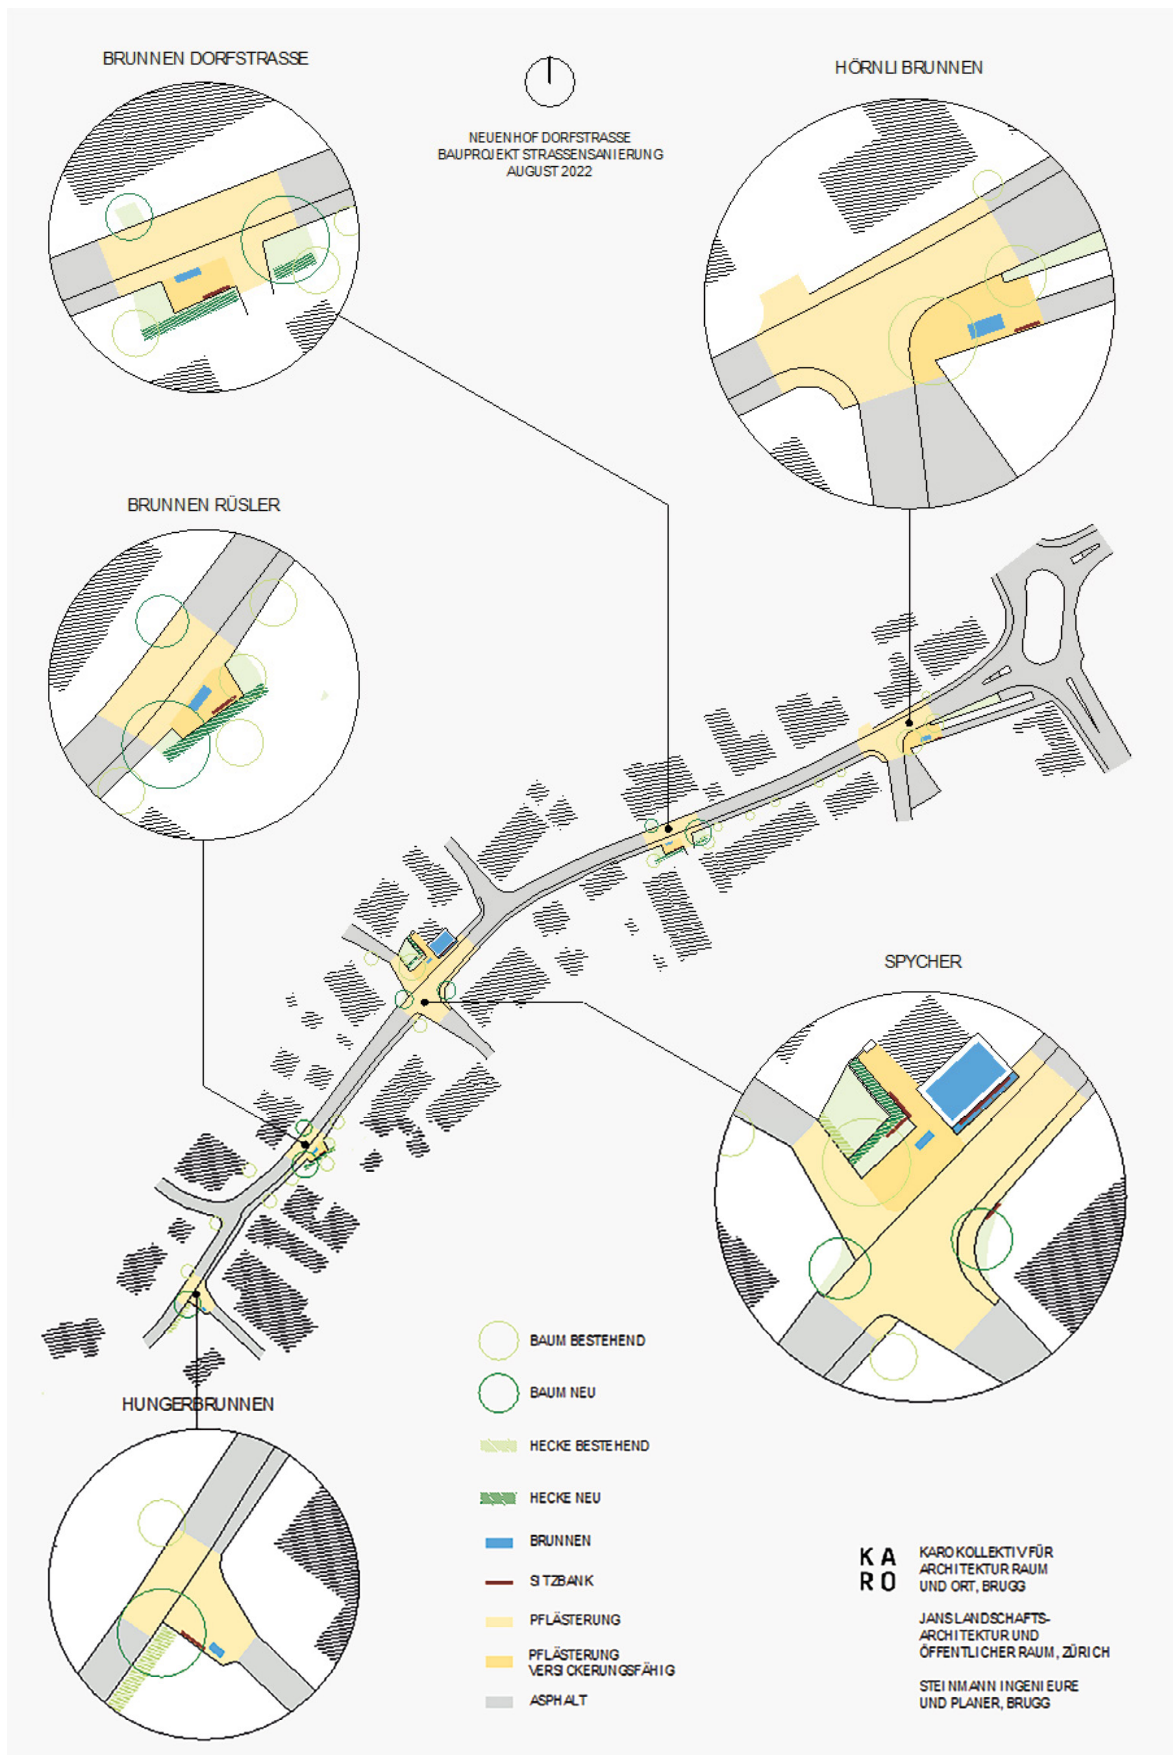 BRUNNEN DORFSTRASSE
HÖRNLI BRUNNEN
NEUENHOF DORFSTRASSE
BAUPROJEKT STRASSENSANIERUNG
AUGUST 2022
BRUNNEN RÜSLER
SPYCHER
HUNGERBRUNNEN
BAUM BESTEHEND
BAUM NEU
HECKE BESTEHEND
HECKE NEU
BRUNNEN
SITZBANK
PFLÄSTERUNG
PFLÄSTERUNG
VERSICKERUNGSFÄHIG
ASPHALT
KA
RO
KARO KOLLEKTIV FÜR
ARCHITEKTUR RAUM
UND ORT, BRUGG
JANS LANDSCHAFTS-
ARCHITEKTUR UND
ÖFFENTLICHER RAUM, ZÜRICH
STEINMANN INGENIEURE
UND PLANER, BRUGG